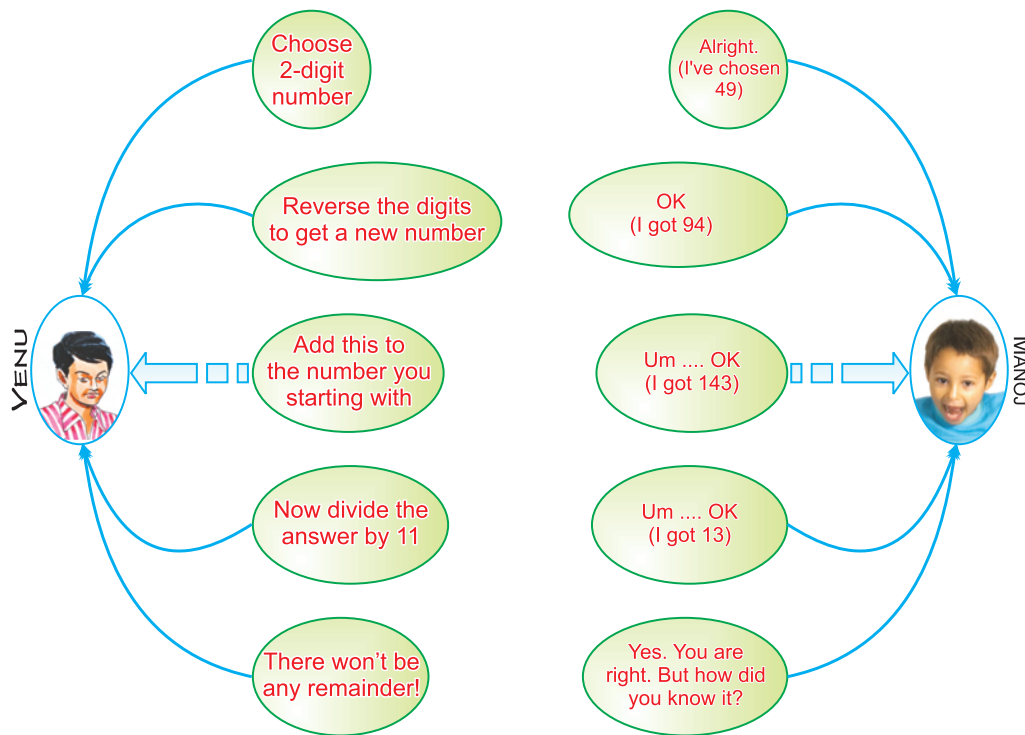 Choose
2-digit
number
Alright.
(I've chosen
49)
Reverse the digits
to get a new number
OK
(I got 94)
VENU
Add this to
the number you
starting with
Um .... OK
(I got 143)
MANOJ
Now divide the
answer by 11
Um .... OK
(I got 13)
There won't be
any remainder!
Yes. You are
right. But how did
you know it?